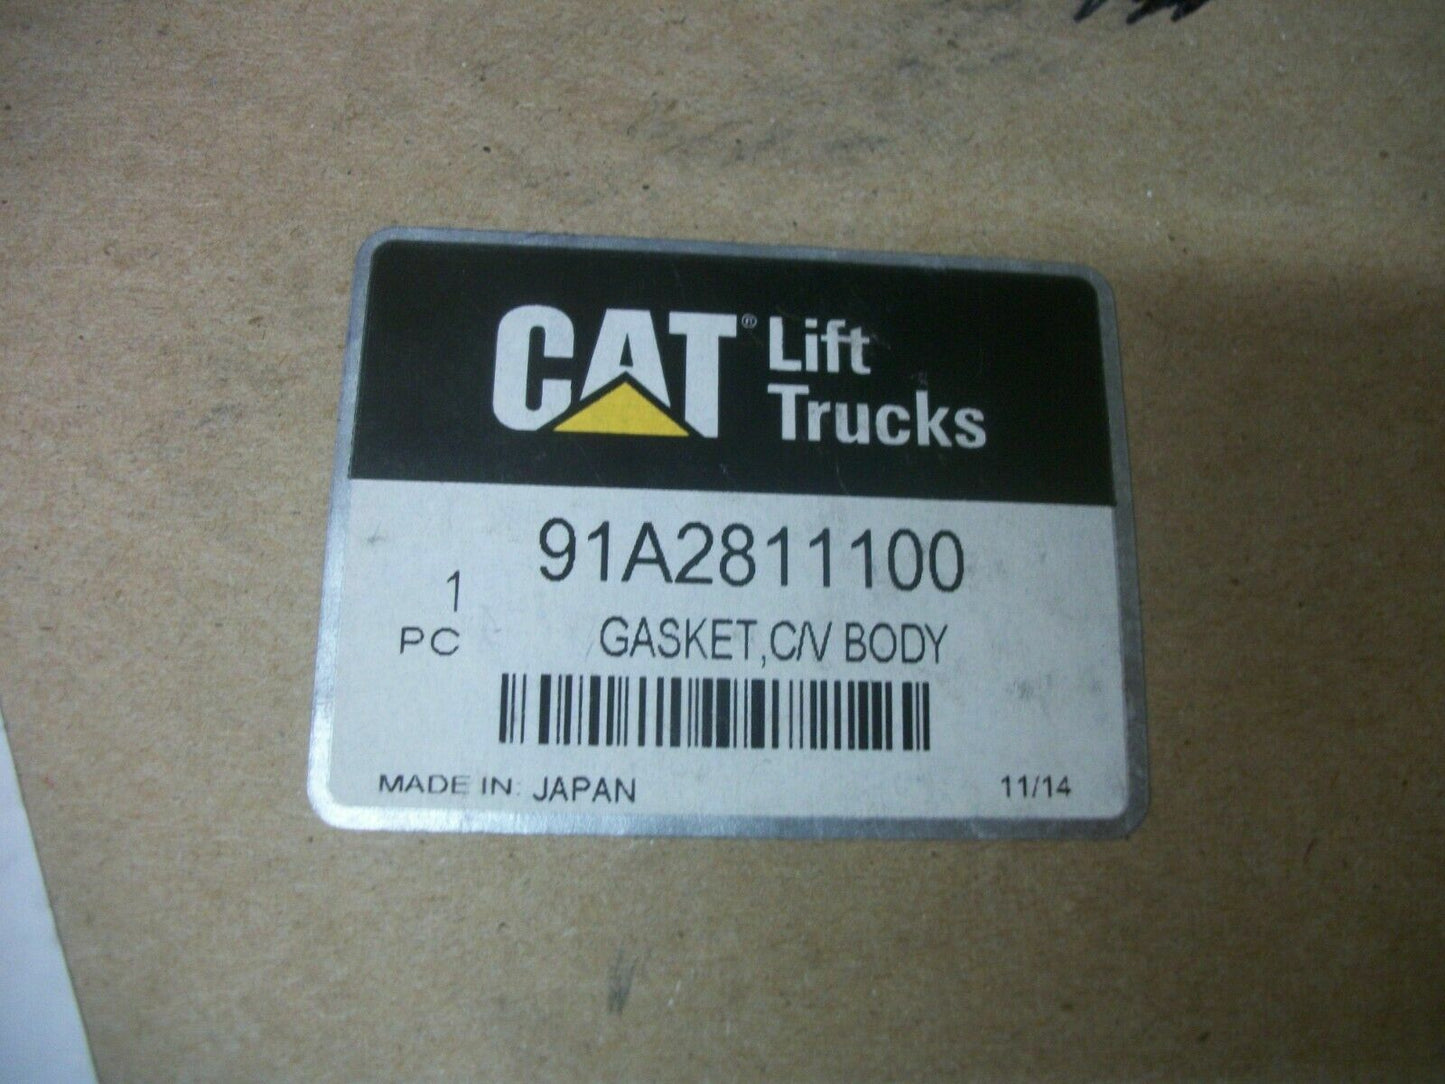 CAT® Lift
Trucks
91A2811100
1
PC
GASKET,C/V BODY
MADE IN: JAPAN
11/14